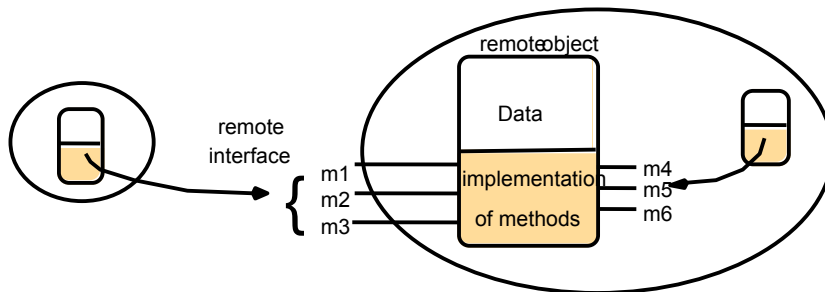 remoteobject
Data
remote
interface
{
m1
m2
m3
implementation
of methods
m4
m5
m6